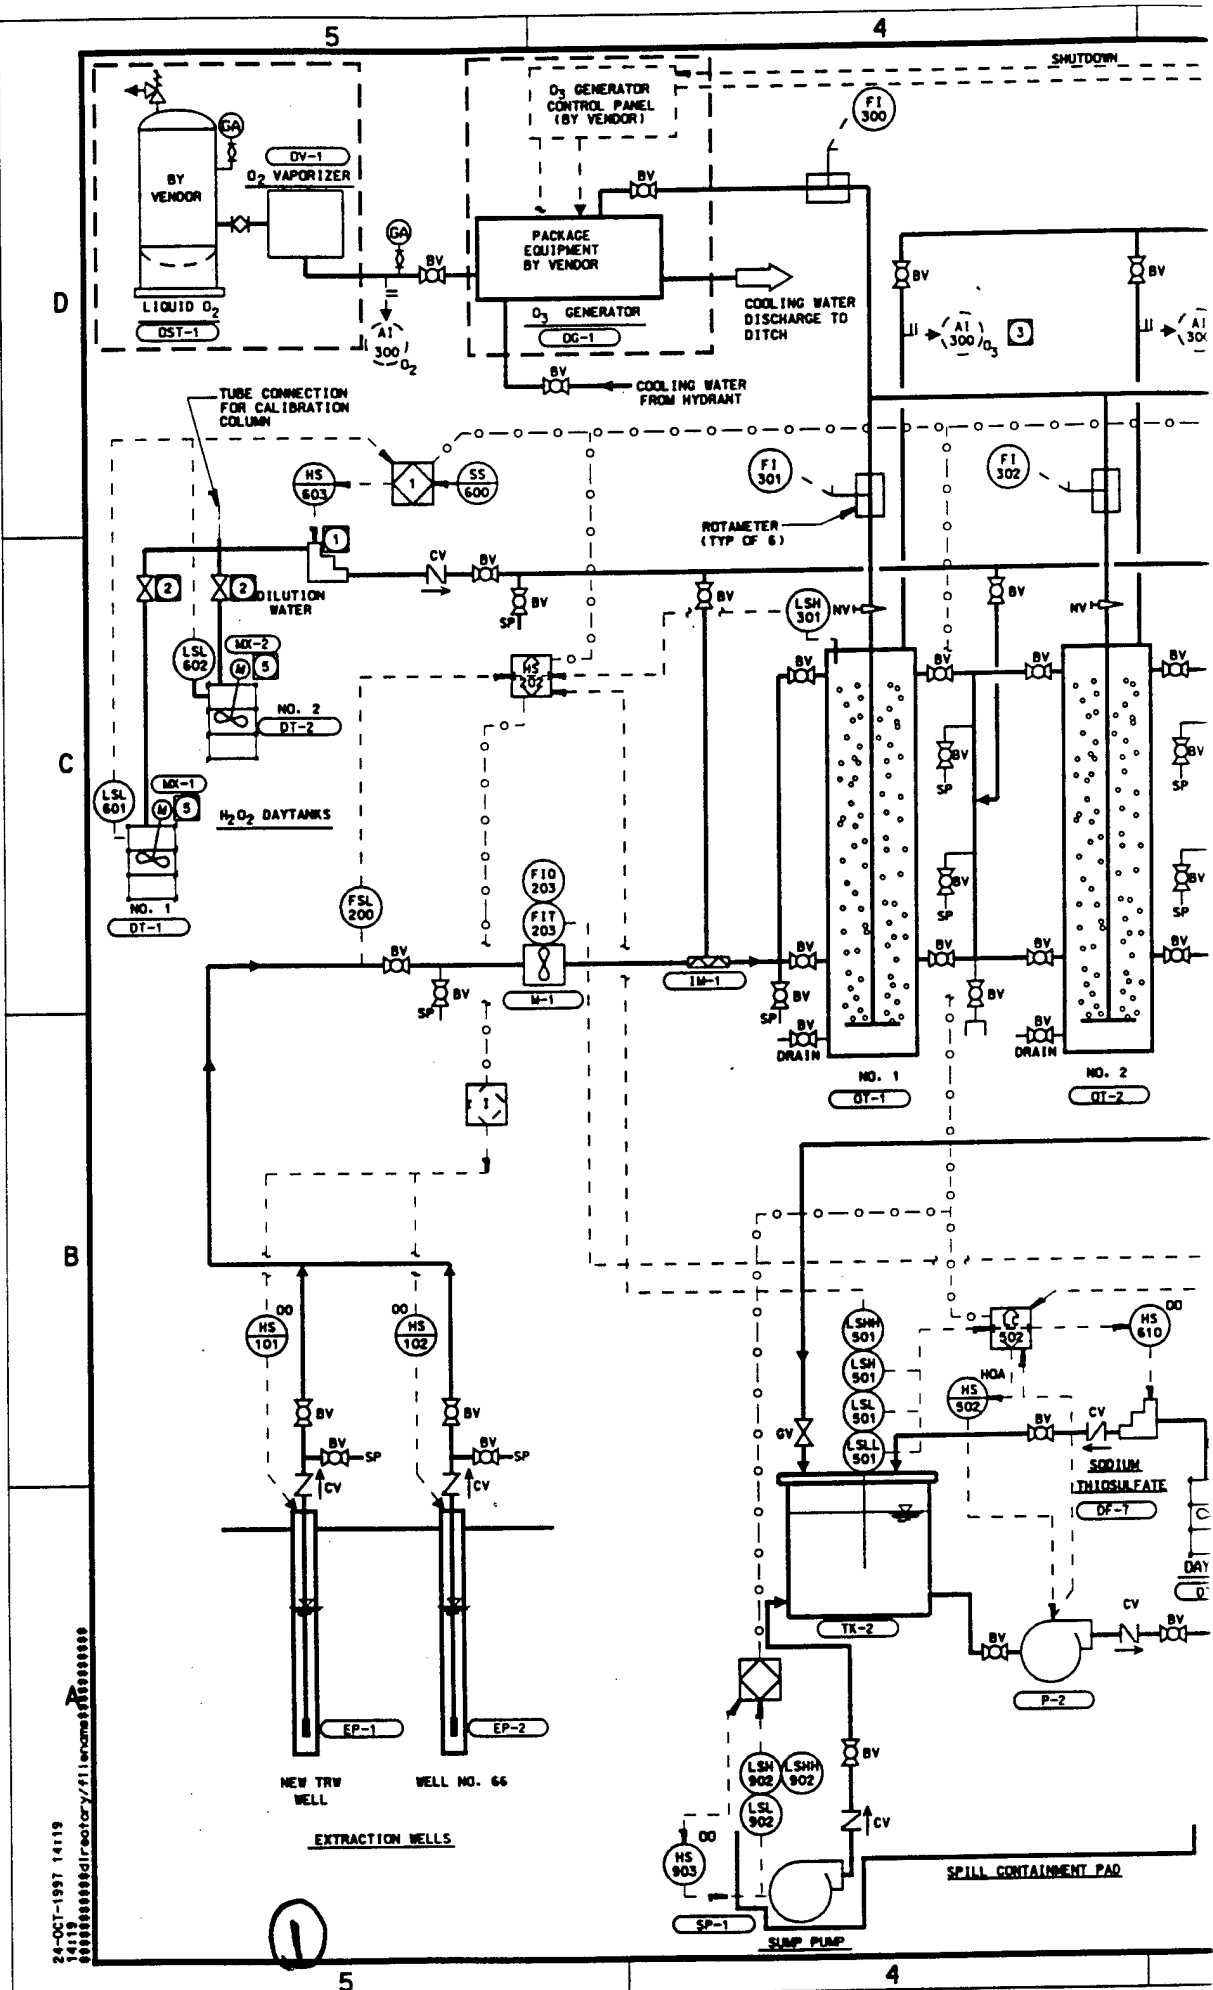 5
4
SHUTDOWN
O3 GENERATOR
CONTROL PANEL
(BY VENDOR)
FI
300
GA
BY
VENDOR
OV-1
O2 VAPORIZER
BV
GA
BV
PACKAGE
EQUIPMENT
BY VENDOR
BV
BV
D
LIQUID O2
OST-1
AI
300
O2
O3 GENERATOR
OG-1
COOLING WATER
DISCHARGE TO
DITCH
AI
300
O3
3
AI
BV
COOLING WATER
FROM HYDRANT
TUBE CONNECTION
FOR CALIBRATION
COLUMN
HS
603
1
SS
600
FI
301
FI
302
ROTAMETER
(TYP OF 6)
1
CV
BV
2
2
DILUTION
WATER
BV
SP
BV
LSH
301
NV
BV
NV
LSL
602
MX-2
M
5
HS
202
BV
BV
BV
BV
NO. 2
DT-2
C
BV
SP
BV
SP
LSL
601
MX-1
M
5
H2O2 DAYTANKS
FIQ
203
BV
SP
BV
SP
NO. 1
DT-1
FSL
200
FIT
203
BV
BV
BV
BV
BV
IM-1
M-1
BV
SP
BV
SP
BV
BV
DRAIN
BV
DRAIN
NO. 1
OT-1
NO. 2
OT-2
I
B
OO
HS
101
OO
HS
102
LSHH
501
LSH
501
LSL
501
LSLL
501
502
OO
HS
610
HOA
HS
502
BV
BV
GV
BV
CV
BV
SP
BV
SP
CV
CV
SODIUM
THIOSULFATE
DF-7
DAY
TK-2
CV
BV
BV
P-2
A
EP-1
EP-2
NEW TRW
WELL
WELL NO. 66
EXTRACTION WELLS
LSH
902
LSHH
902
LSL
902
BV
CV
OO
HS
903
SP-1
SUMP PUMP
SPILL CONTAINMENT PAD
24-OCT-1997 14:19
14:19
1
5
4